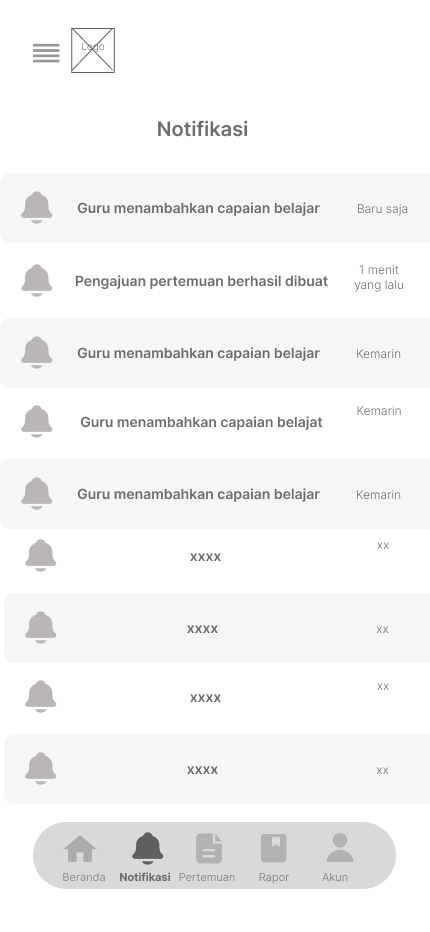 Logo
Notifikasi
Guru menambahkan capaian belajar
Baru saja
Pengajuan pertemuan berhasil dibuat
1 menit
yang lalu
Guru menambahkan capaian belajar
Kemarin
Guru menambahkan capaian belajat
Kemarin
Guru menambahkan capaian belajar
Kemarin
xxxx
xx
xxxx
xx
xxxx
xx
xxxx
xx
Beranda
Notifikasi
Pertemuan
Rapor
Akun